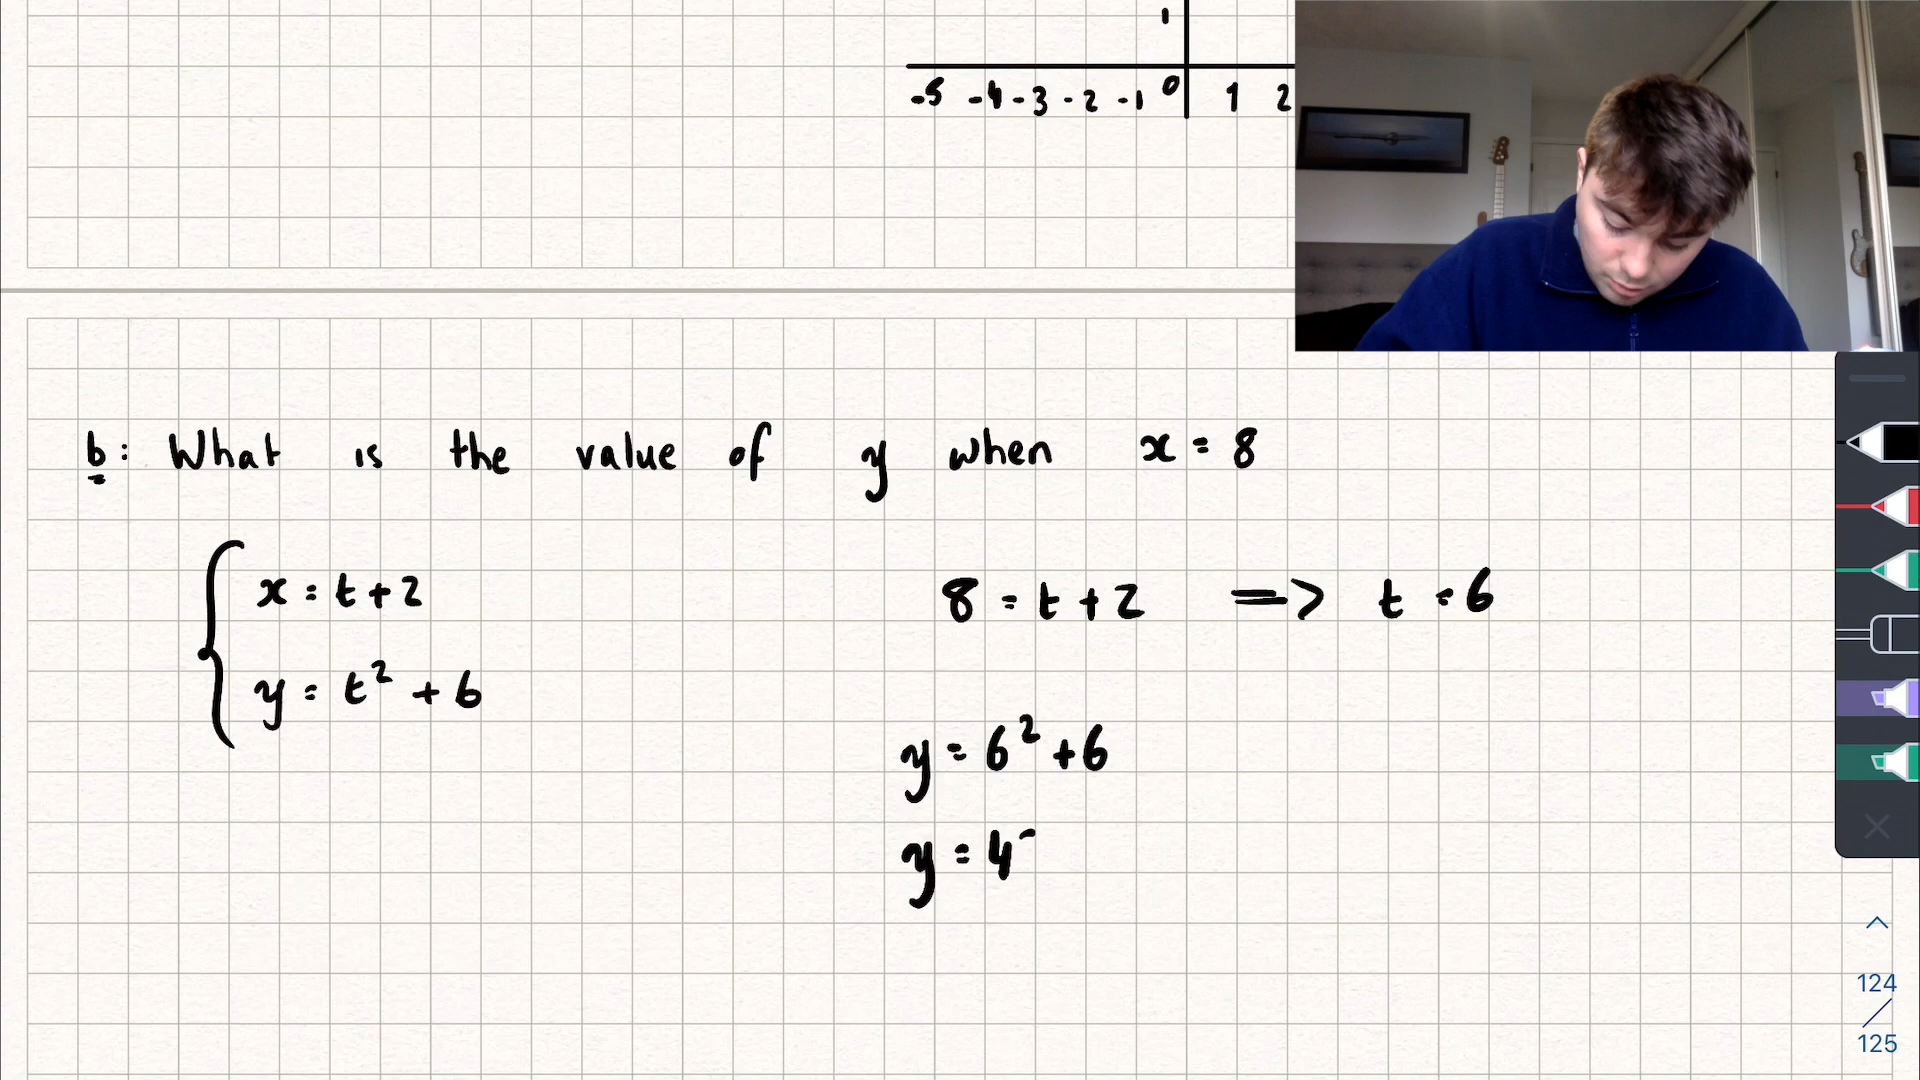 1
-5 -4 -3 -2 -1 0 1 2
b: What is the value of y when x = 8
x = t + 2
y = t² + 6
8 = t + 2 => t = 6
y = 6² + 6
y = 4
124
/
125